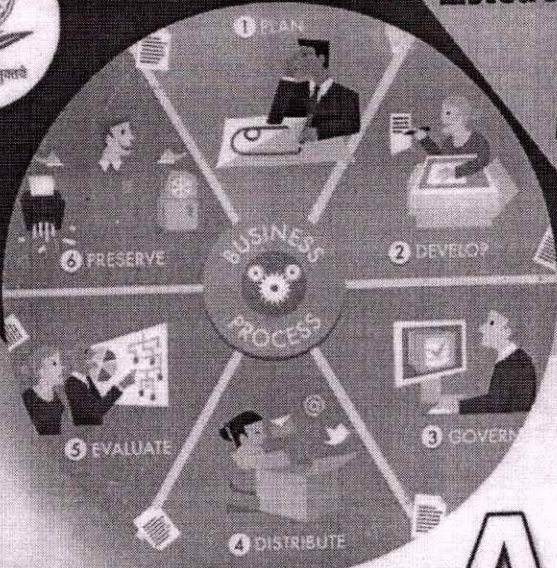 1 PLAN
2 DEVELOP
3 GOVERN
4 DISTRIBUTE
5 EVALUATE
6 PRESERVE
BUSINESS
PROCESS
@
A